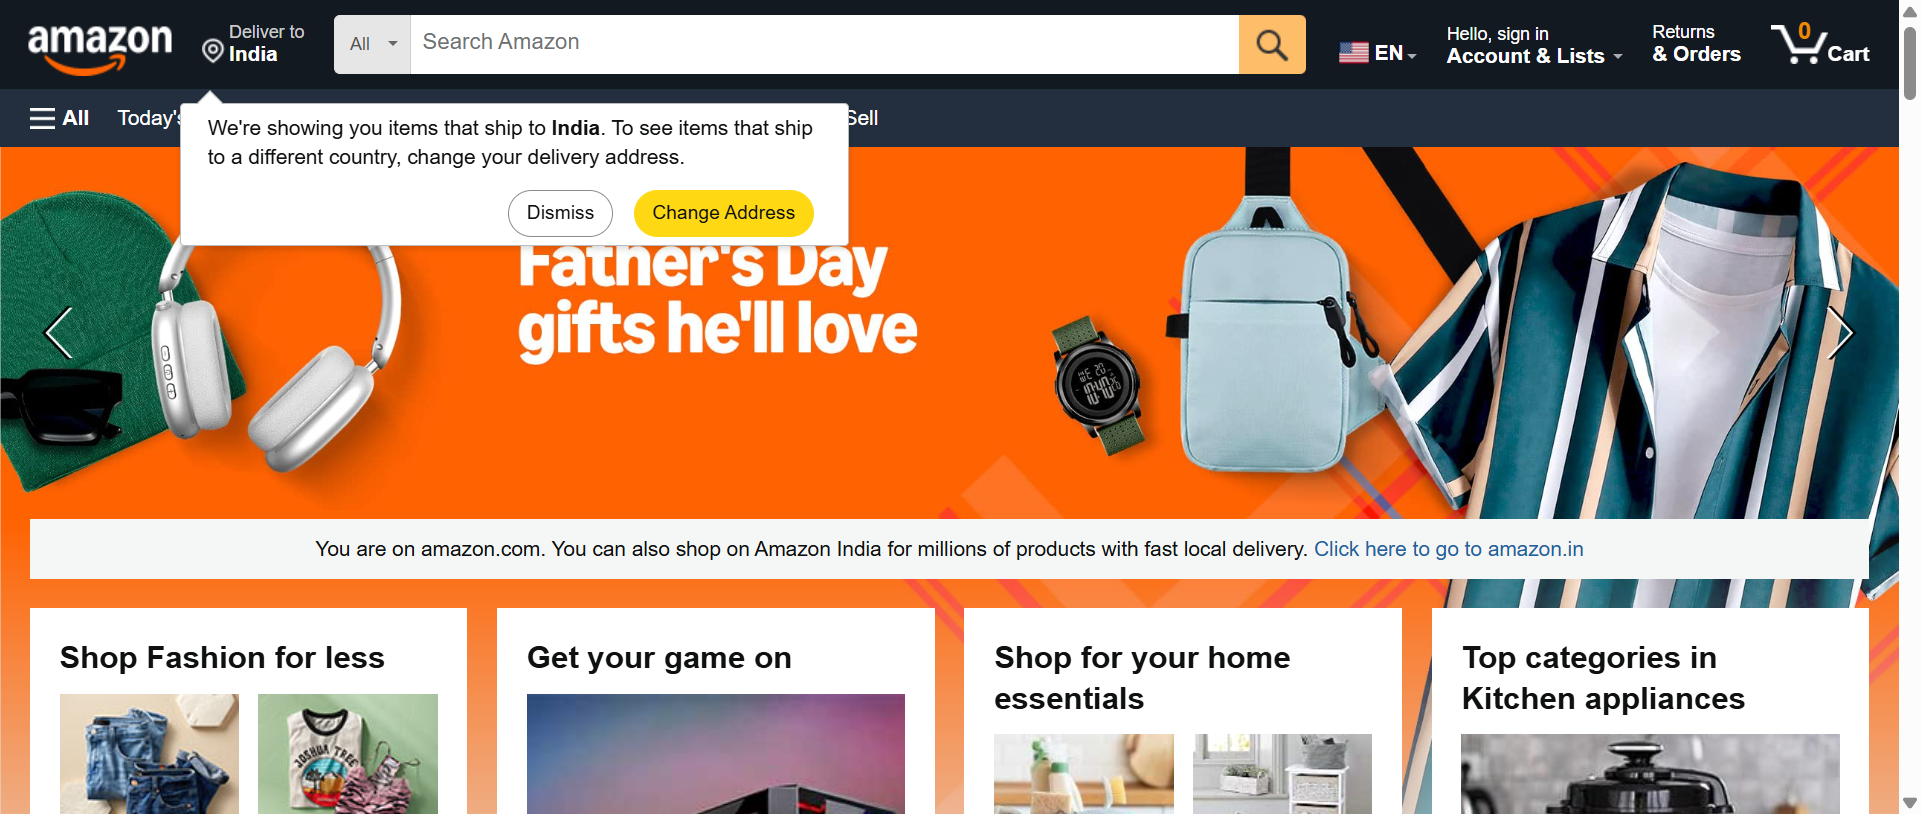 amazon
Deliver to
India
All
Search Amazon
EN
Hello, sign in
Account & Lists
Returns
& Orders
0
Cart
All
Today's
Sell
We're showing you items that ship to India. To see items that ship
to a different country, change your delivery address.
Dismiss
Change Address
Father's Day
gifts he'll love
10:40
You are on amazon.com. You can also shop on Amazon India for millions of products with fast local delivery. Click here to go to amazon.in
Shop Fashion for less
Get your game on
Shop for your home
essentials
Top categories in
Kitchen appliances
JOSHUA TREE